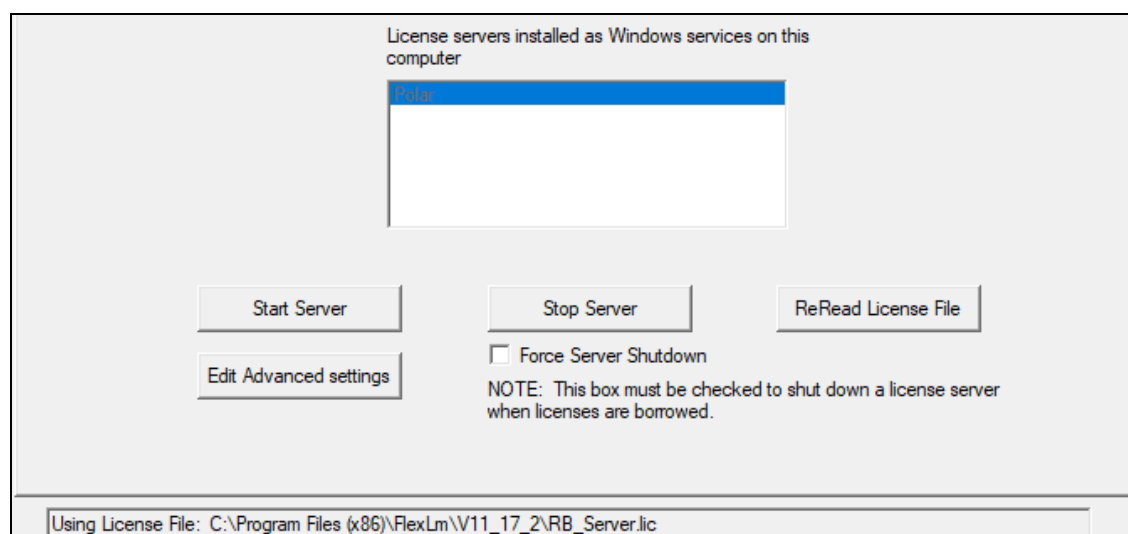 License servers installed as Windows services on this
computer
Polar
Start Server
Stop Server
ReRead License File
Edit Advanced settings
Force Server Shutdown
NOTE: This box must be checked to shut down a license server
when licenses are borrowed.
Using License File: C:\Program Files (x86)\FlexLm\V11_17_2\RB_Server.lic